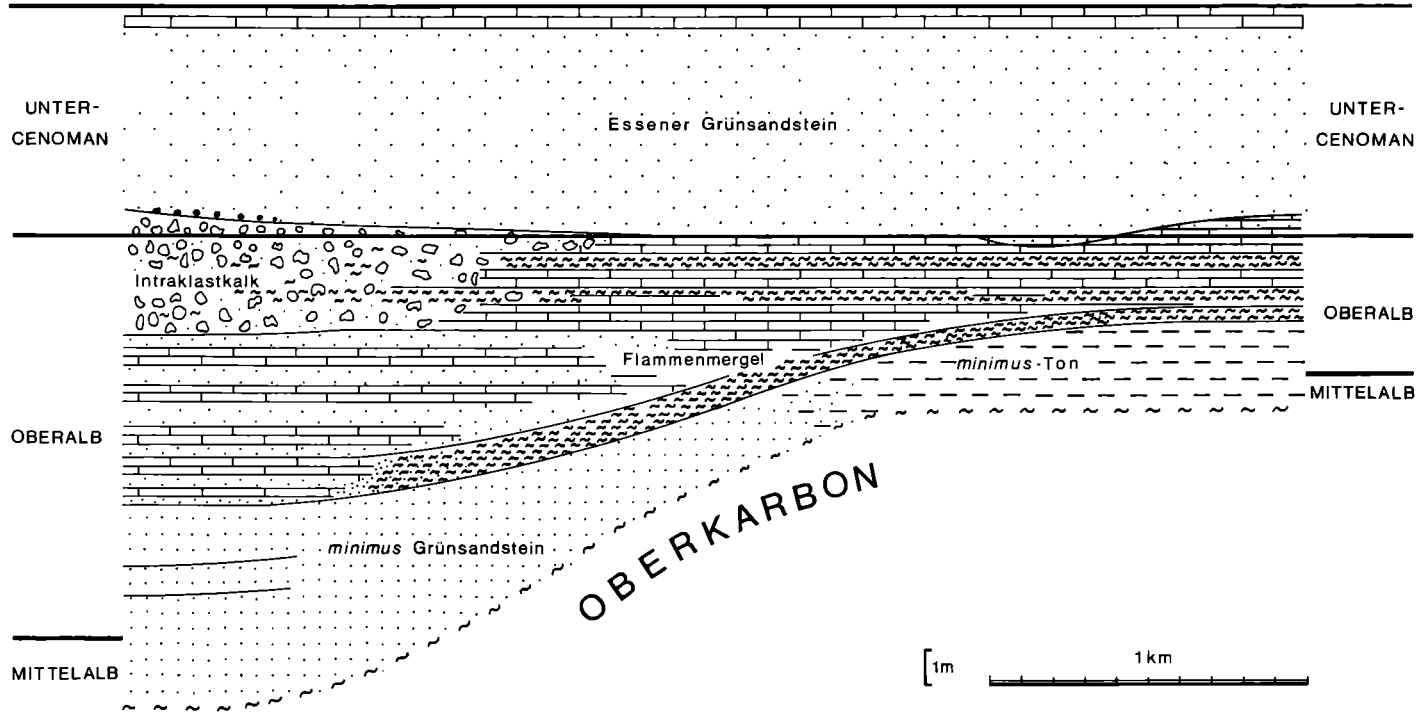 UNTER-
CENOMAN
Essener Grünsandstein
UNTER-
CENOMAN
Intraklastkalk
OBERALB
Flammenmergel
minimus-Ton
MITTELALB
OBERALB
OBERKARBON
minimus Grünsandstein
MITTELALB
1m
1km